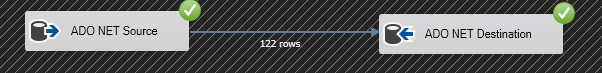 ADO NET Source
122 rows
ADO NET Destination